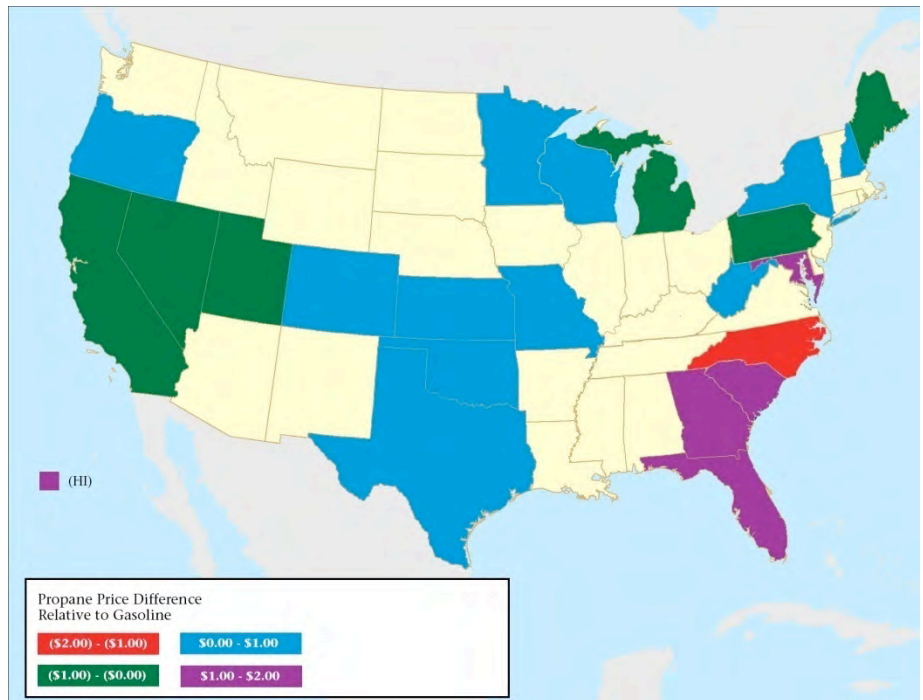 (HI)
Propane Price Difference
Relative to Gasoline
($2.00) - ($1.00)
$0.00 - $1.00
($1.00) - ($0.00)
$1.00 - $2.00